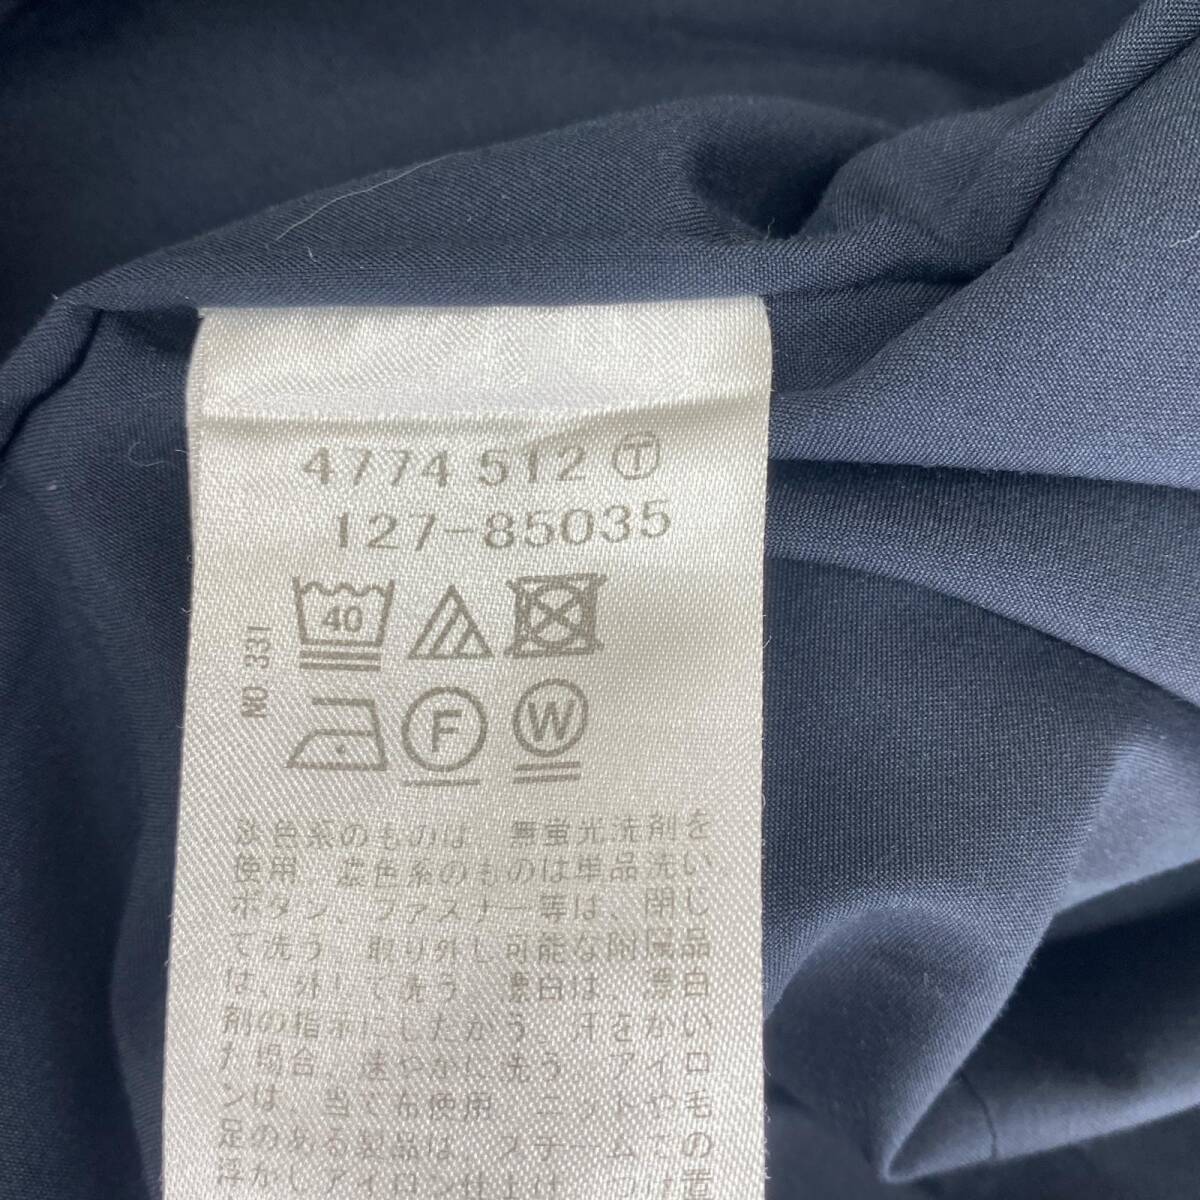 4774 512 Ⓣ
127-85035
NO. 331
40
F
W
淡色系のものは、無蛍光洗剤を
使用 濃色系のものは単品洗い
ボタン、ファスナー等は、閉じ
て洗う 取り外し可能な附属品
は、外して洗う 漂白は、漂白
剤の指示にしたがう 汗をかい
た場合、速やかに洗う アイロ
ンは、当て布使用 ニットや毛
足のある製品は、スチームで
浮かしアイロン仕上げ